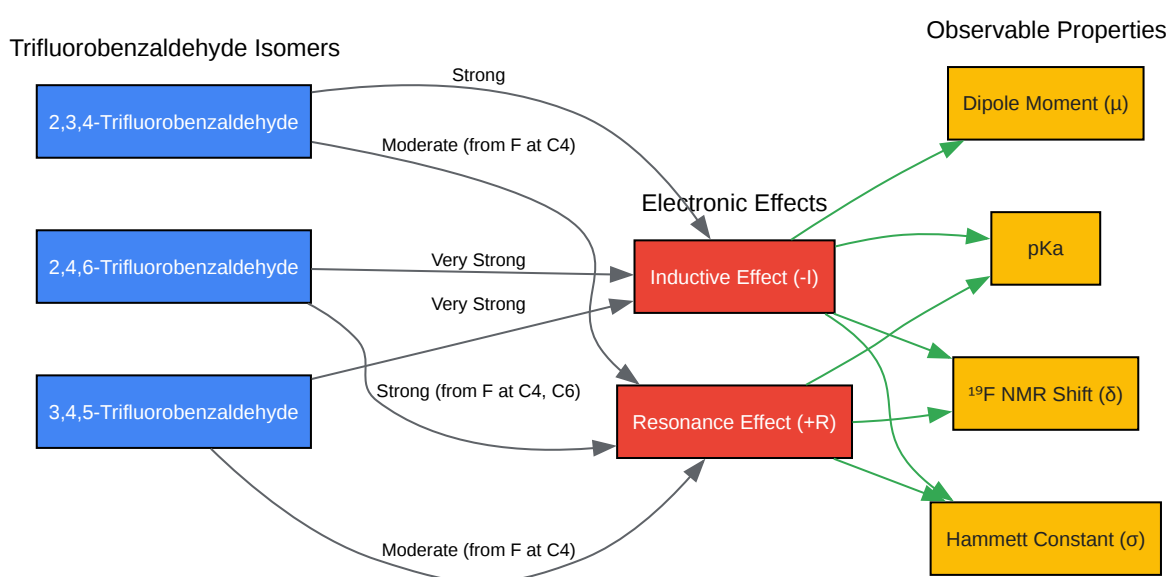 Trifluorobenzaldehyde Isomers
2,3,4-Trifluorobenzaldehyde
2,4,6-Trifluorobenzaldehyde
3,4,5-Trifluorobenzaldehyde
Strong
Moderate (from F at C4)
Very Strong
Very Strong
Strong (from F at C4, C6)
Moderate (from F at C4)
Electronic Effects
Inductive Effect (-I)
Resonance Effect (+R)
Observable Properties
Dipole Moment (μ)
pKa
¹⁹F NMR Shift (δ)
Hammett Constant (σ)